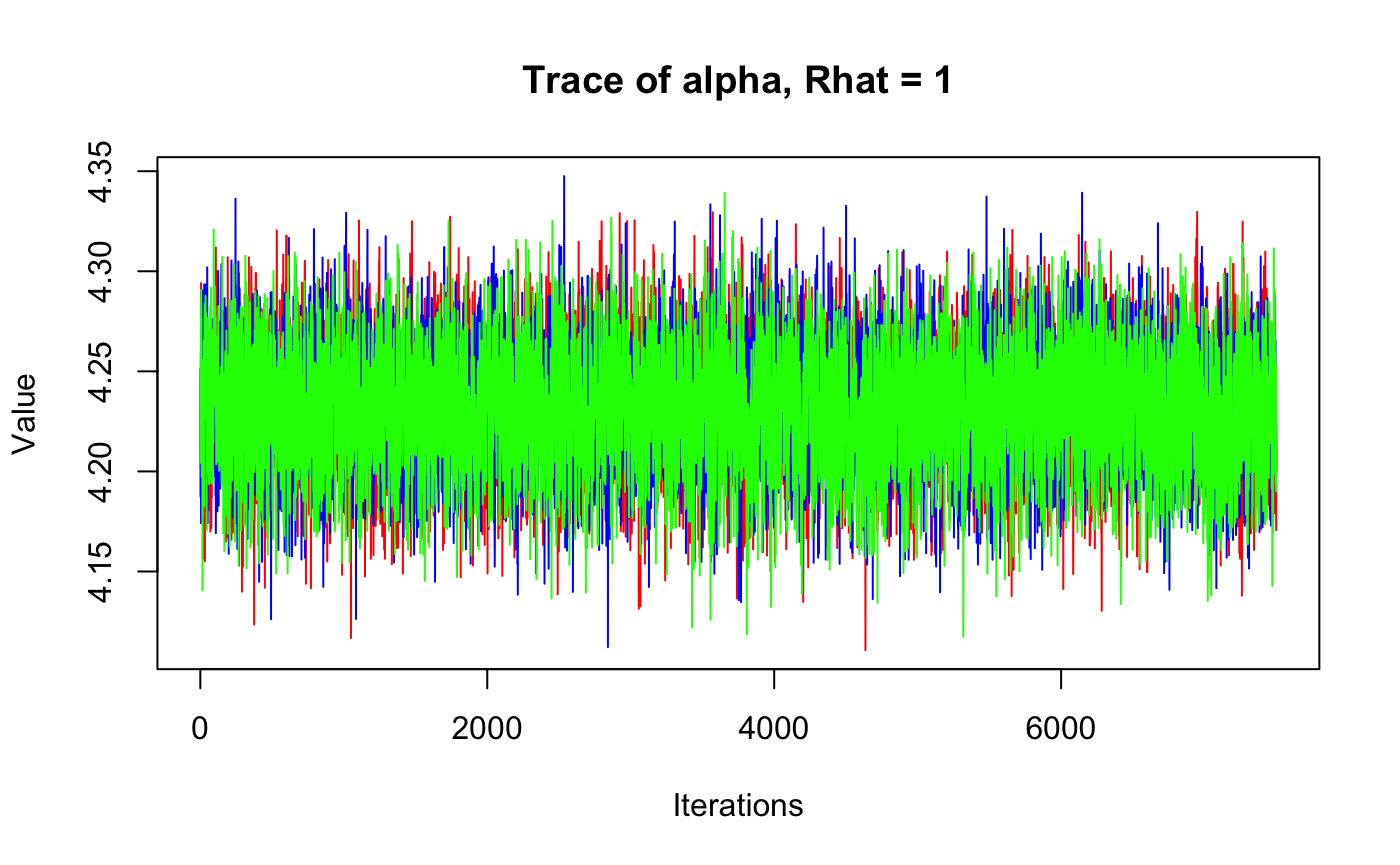 Trace of alpha, Rhat = 1
Value
4.35
4.30
4.25
4.20
4.15
0 2000 4000 6000
Iterations